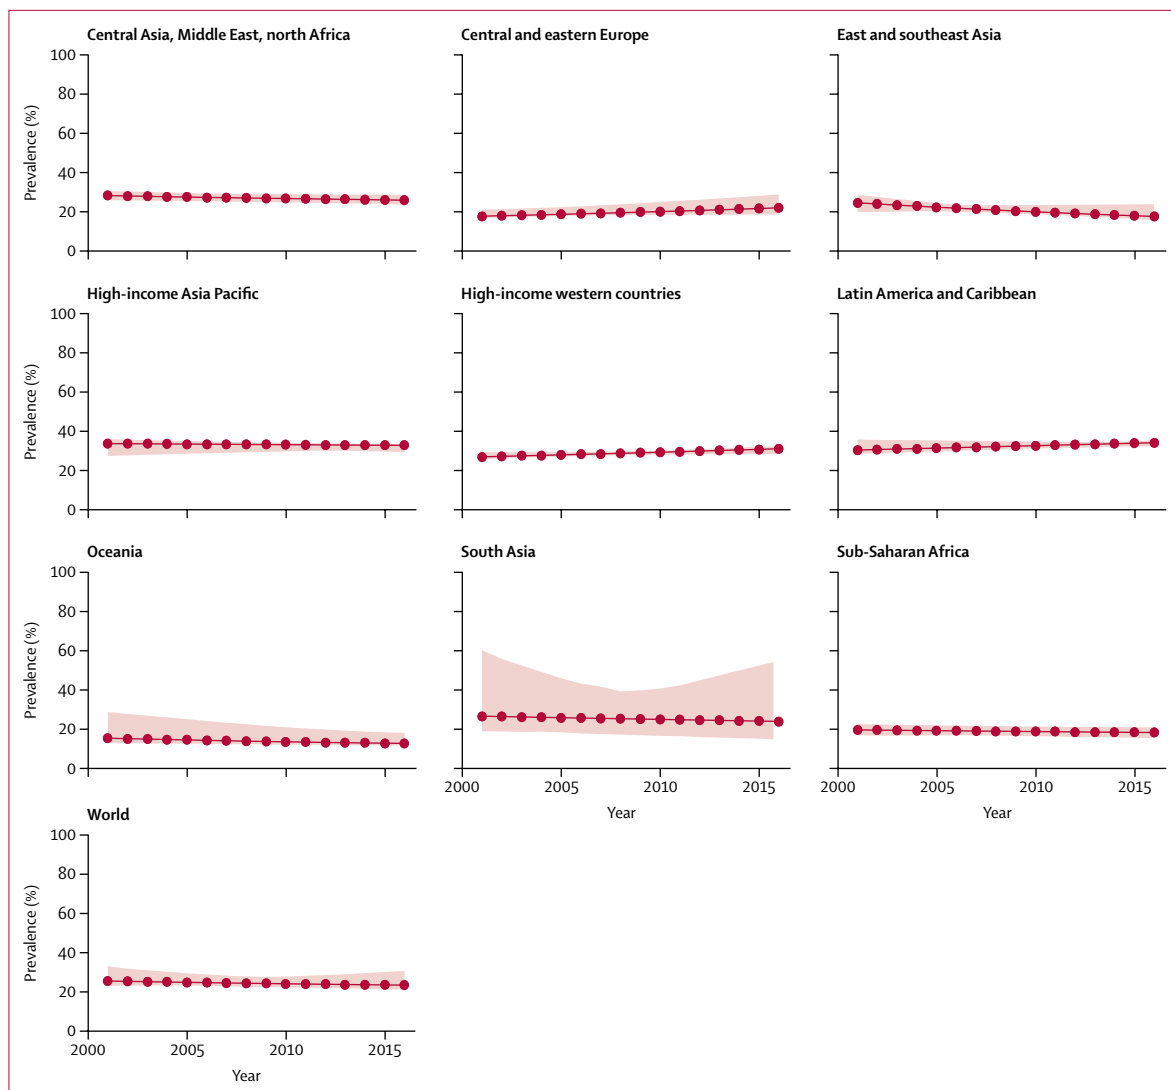 Central Asia, Middle East, north Africa
Central and eastern Europe
East and southeast Asia
Prevalence (%)
100
80
60
40
20
0
High-income Asia Pacific
High-income western countries
Latin America and Caribbean
Prevalence (%)
100
80
60
40
20
0
Oceania
South Asia
Sub-Saharan Africa
Prevalence (%)
100
80
60
40
20
0
2000 2005 2010 2015
Year
2000 2005 2010 2015
Year
World
Prevalence (%)
100
80
60
40
20
0
2000 2005 2010 2015
Year